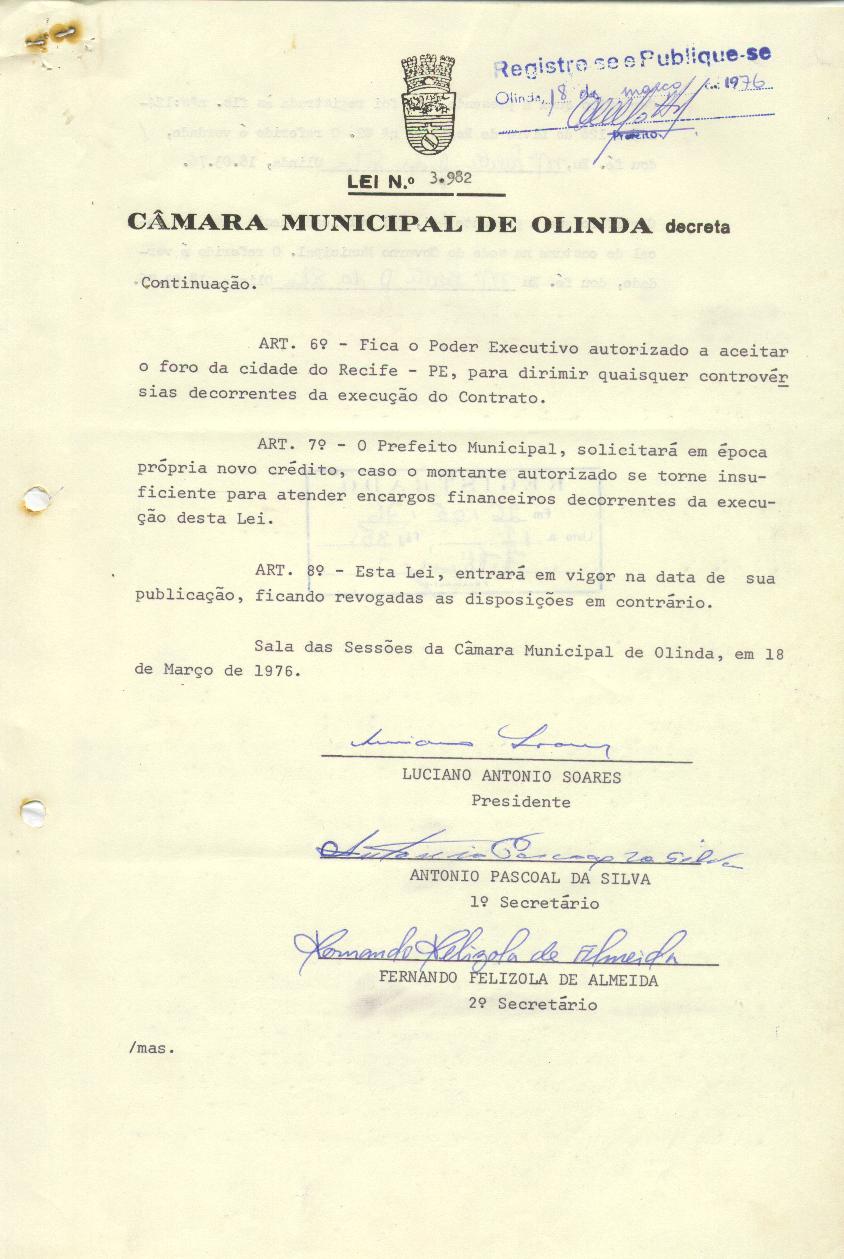 Registre-se e Publique-se
Olinda, 18 de março de 1976
Prefeito.
LEI N.º 3.982
CÂMARA MUNICIPAL DE OLINDA decreta
Continuação.
ART. 6º - Fica o Poder Executivo autorizado a aceitar
o foro da cidade do Recife - PE, para dirimir quaisquer controvér
sias decorrentes da execução do Contrato.
ART. 7º - O Prefeito Municipal, solicitará em época
própria novo crédito, caso o montante autorizado se torne insu-
ficiente para atender encargos financeiros decorrentes da execu-
ção desta Lei.
ART. 8º - Esta Lei, entrará em vigor na data de sua
publicação, ficando revogadas as disposições em contrário.
Sala das Sessões da Câmara Municipal de Olinda, em 18
de Março de 1976.
Luciano Soares
LUCIANO ANTONIO SOARES
Presidente
Antonio Pascoal da Silva
ANTONIO PASCOAL DA SILVA
1º Secretário
Fernando Felizola de Almeida
FERNANDO FELIZOLA DE ALMEIDA
2º Secretário
/mas.